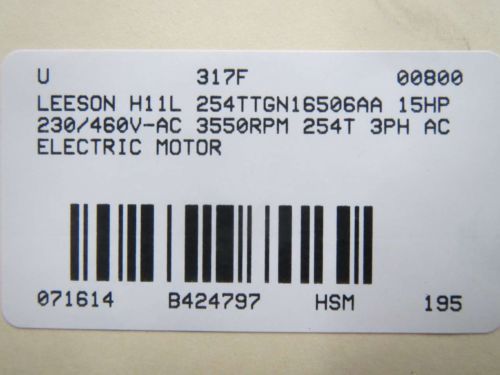 U 317F 00800
LEESON H11L 254TTGN16506AA 15HP
230/460V-AC 3550RPM 254T 3PH AC
ELECTRIC MOTOR
071614 B424797 HSM 195